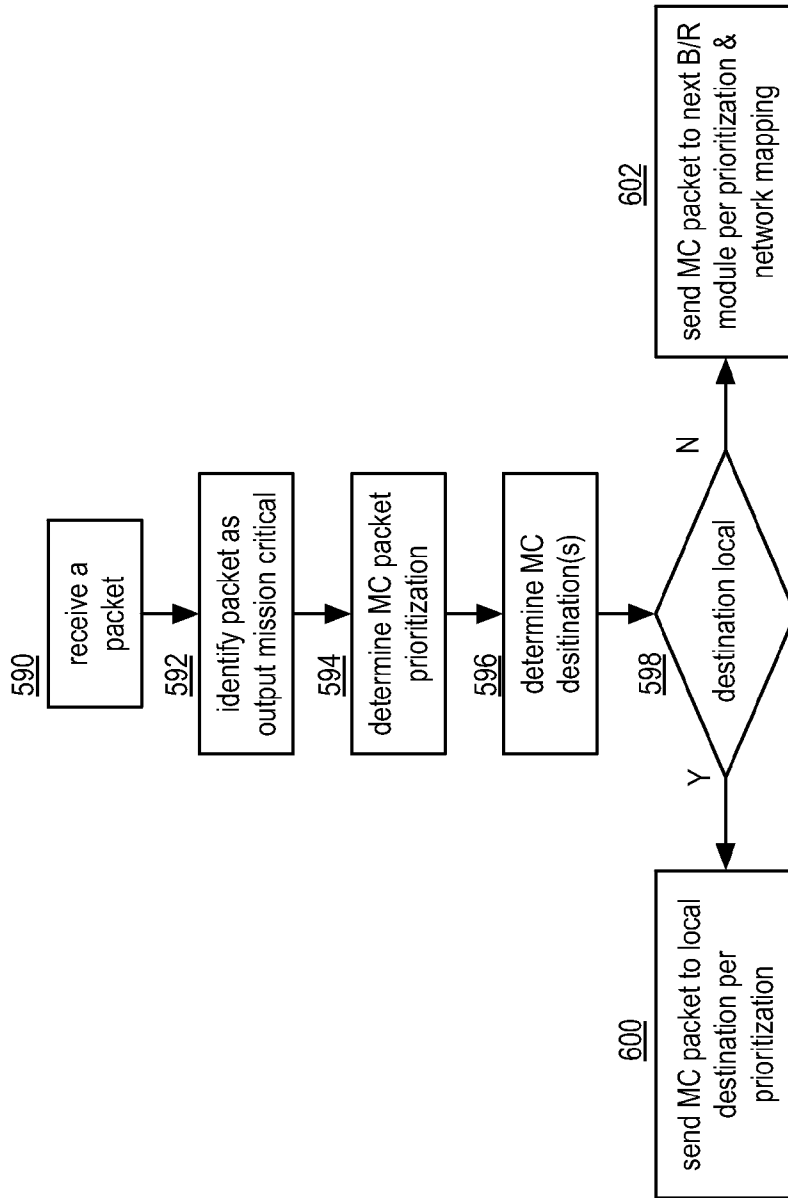 590
receive a
packet
592
identify packet as
output mission critical
594
determine MC packet
prioritization
596
determine MC
desitination(s)
598
destination local
Y
N
600
send MC packet to local
destination per
prioritization
602
send MC packet to next B/R
module per prioritization &
network mapping